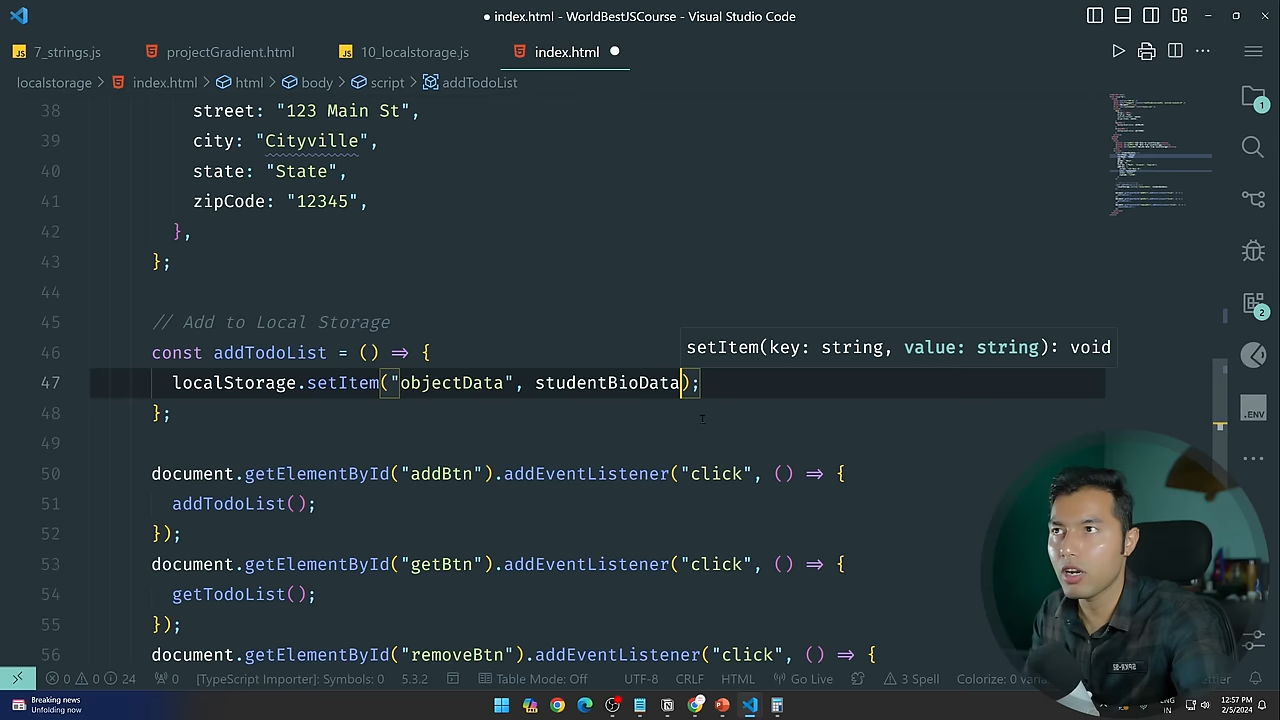 index.html - WorldBestJSCourse - Visual Studio Code
JS 7_strings.js projectGradient.html JS 10_localstorage.js index.html
localstorage > index.html > html > body > script > addTodoList
38 street: "123 Main St",
39 city: "Cityville",
40 state: "State",
41 zipCode: "12345",
42 },
43 };
44
45 // Add to Local Storage
setItem(key: string, value: string): void
46 const addTodoList = () => {
47 localStorage.setItem("objectData", studentBioData);
48 };
49
50 document.getElementById("addBtn").addEventListener("click", () => {
51 addTodoList();
52 });
53 document.getElementById("getBtn").addEventListener("click", () => {
54 getTodoList();
55 });
56 document.getElementById("removeBtn").addEventListener("click", () => {
1
2
.ENV
0 0 24 0 [TypeScript Importer]: Symbols: 0 5.3.2 Table Mode: Off UTF-8 CRLF HTML Go Live 3 Spell Colorize: 0
Breaking news
Unfolding now
IN
12:57 PM
2/5/2024